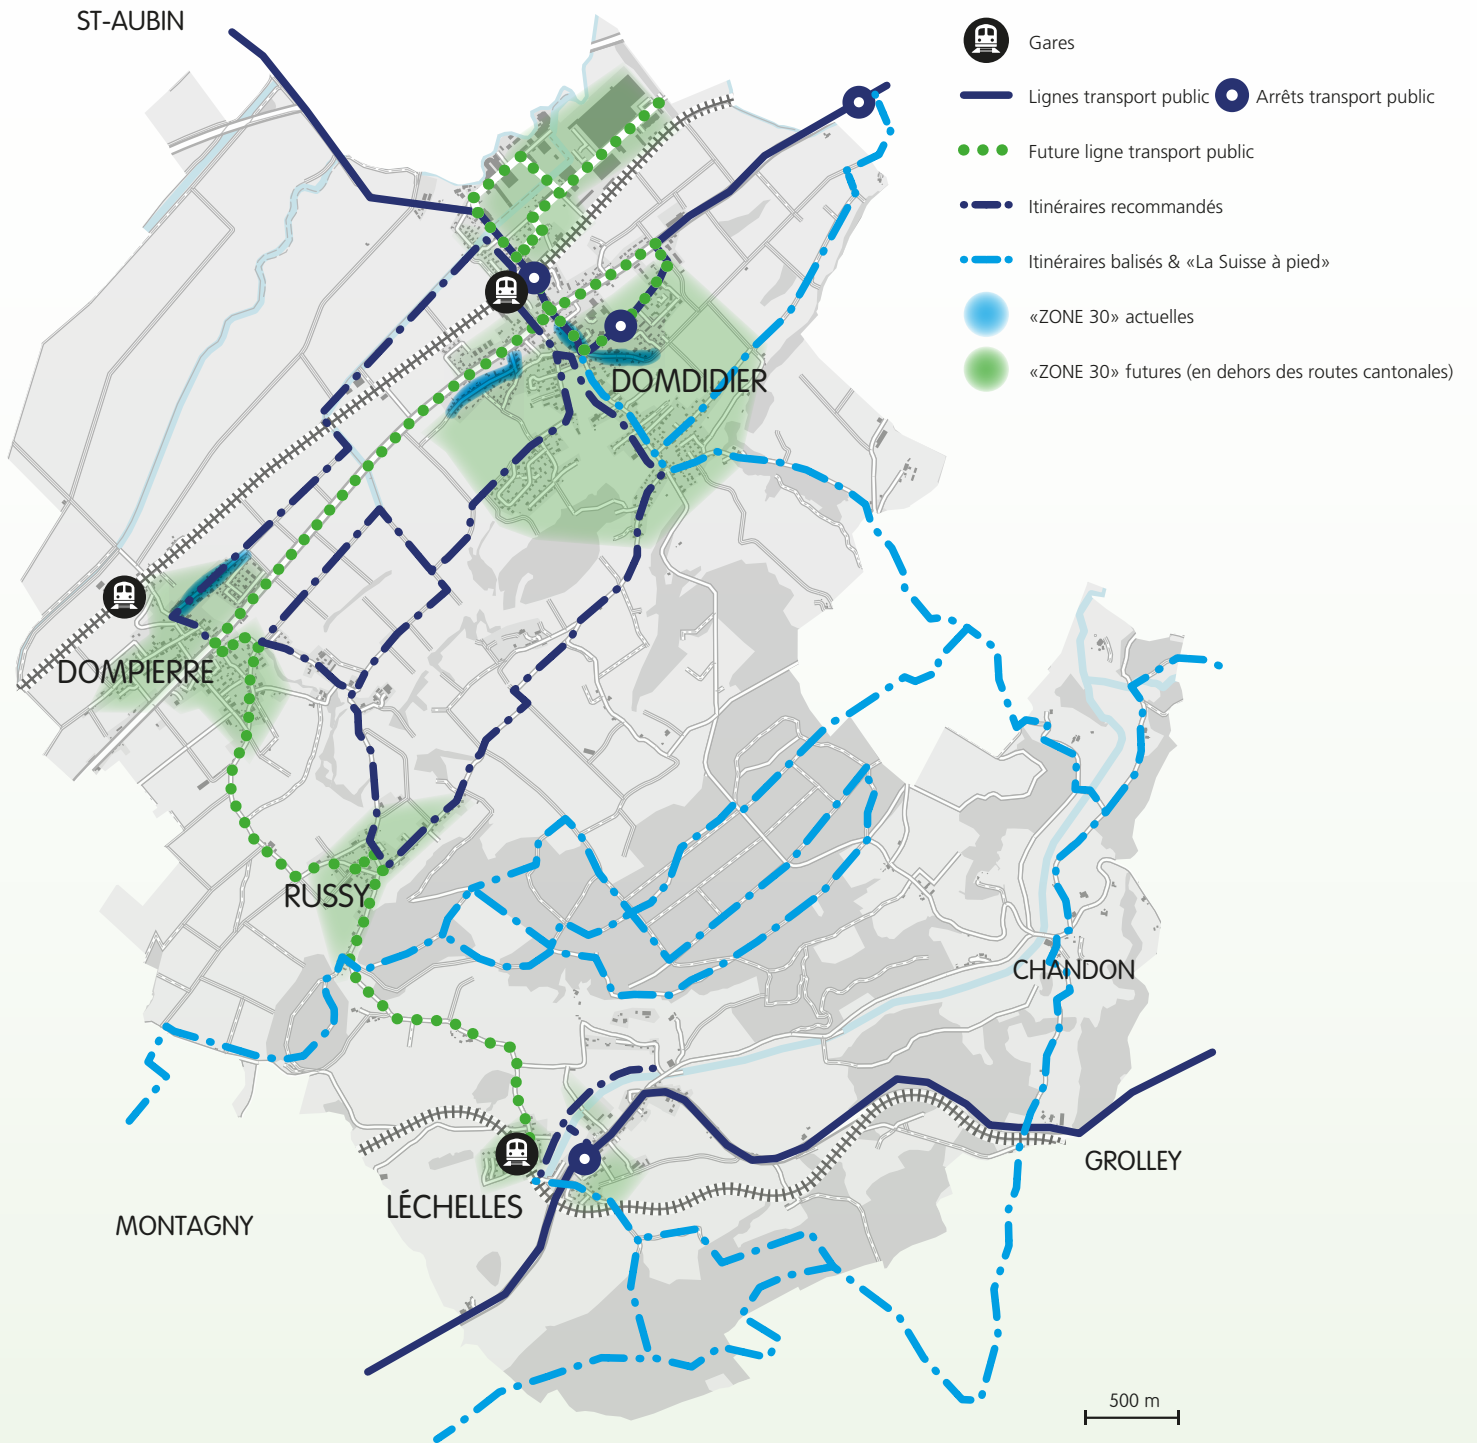 ST-AUBIN
Gares
Lignes transport public
Arrêts transport public
Future ligne transport public
Itinéraires recommandés
Itinéraires balisés & «La Suisse à pied»
«ZONE 30» actuelles
«ZONE 30» futures (en dehors des routes cantonales)
DOMDIDIER
DOMPIERRE
RUSSY
CHANDON
GROLLEY
LÉCHELLES
MONTAGNY
500 m